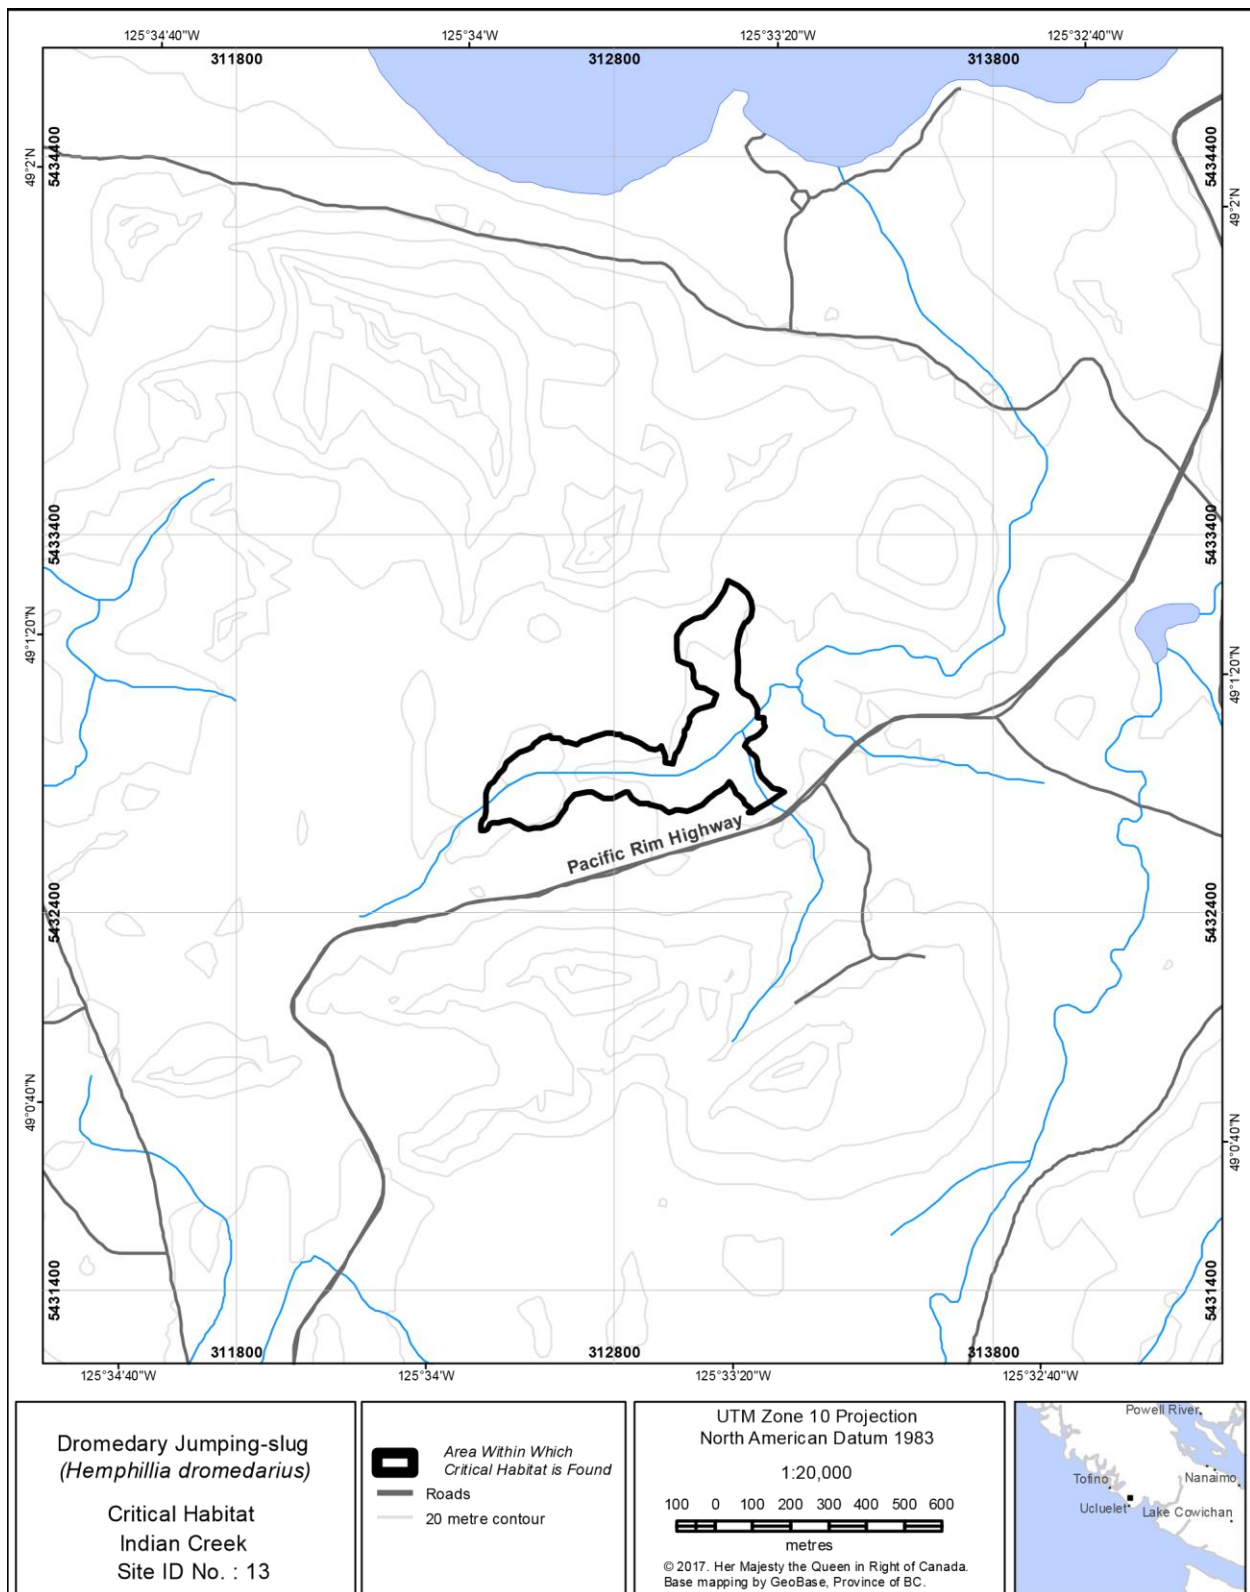 125°34'40"W
125°34'W
125°33'20"W
125°32'40"W
311800
312800
313800
49°2'N
5434400
5434400
49°2'N
5433400
5433400
49°1'20"N
49°1'20"N
Pacific Rim Highway
5432400
5432400
49°0'40"N
49°0'40"N
5431400
5431400
311800
312800
313800
125°34'40"W
125°34'W
125°33'20"W
125°32'40"W
Dromedary Jumping-slug
(Hemphillia dromedarius)
Critical Habitat
Indian Creek
Site ID No. : 13
Area Within Which
Critical Habitat is Found
Roads
20 metre contour
UTM Zone 10 Projection
North American Datum 1983
1:20,000
100 0 100 200 300 400 500 600
metres
© 2017. Her Majesty the Queen in Right of Canada.
Base mapping by GeoBase, Province of BC.
Powell River
Tofino
Nanaimo
Ucluelet
Lake Cowichan